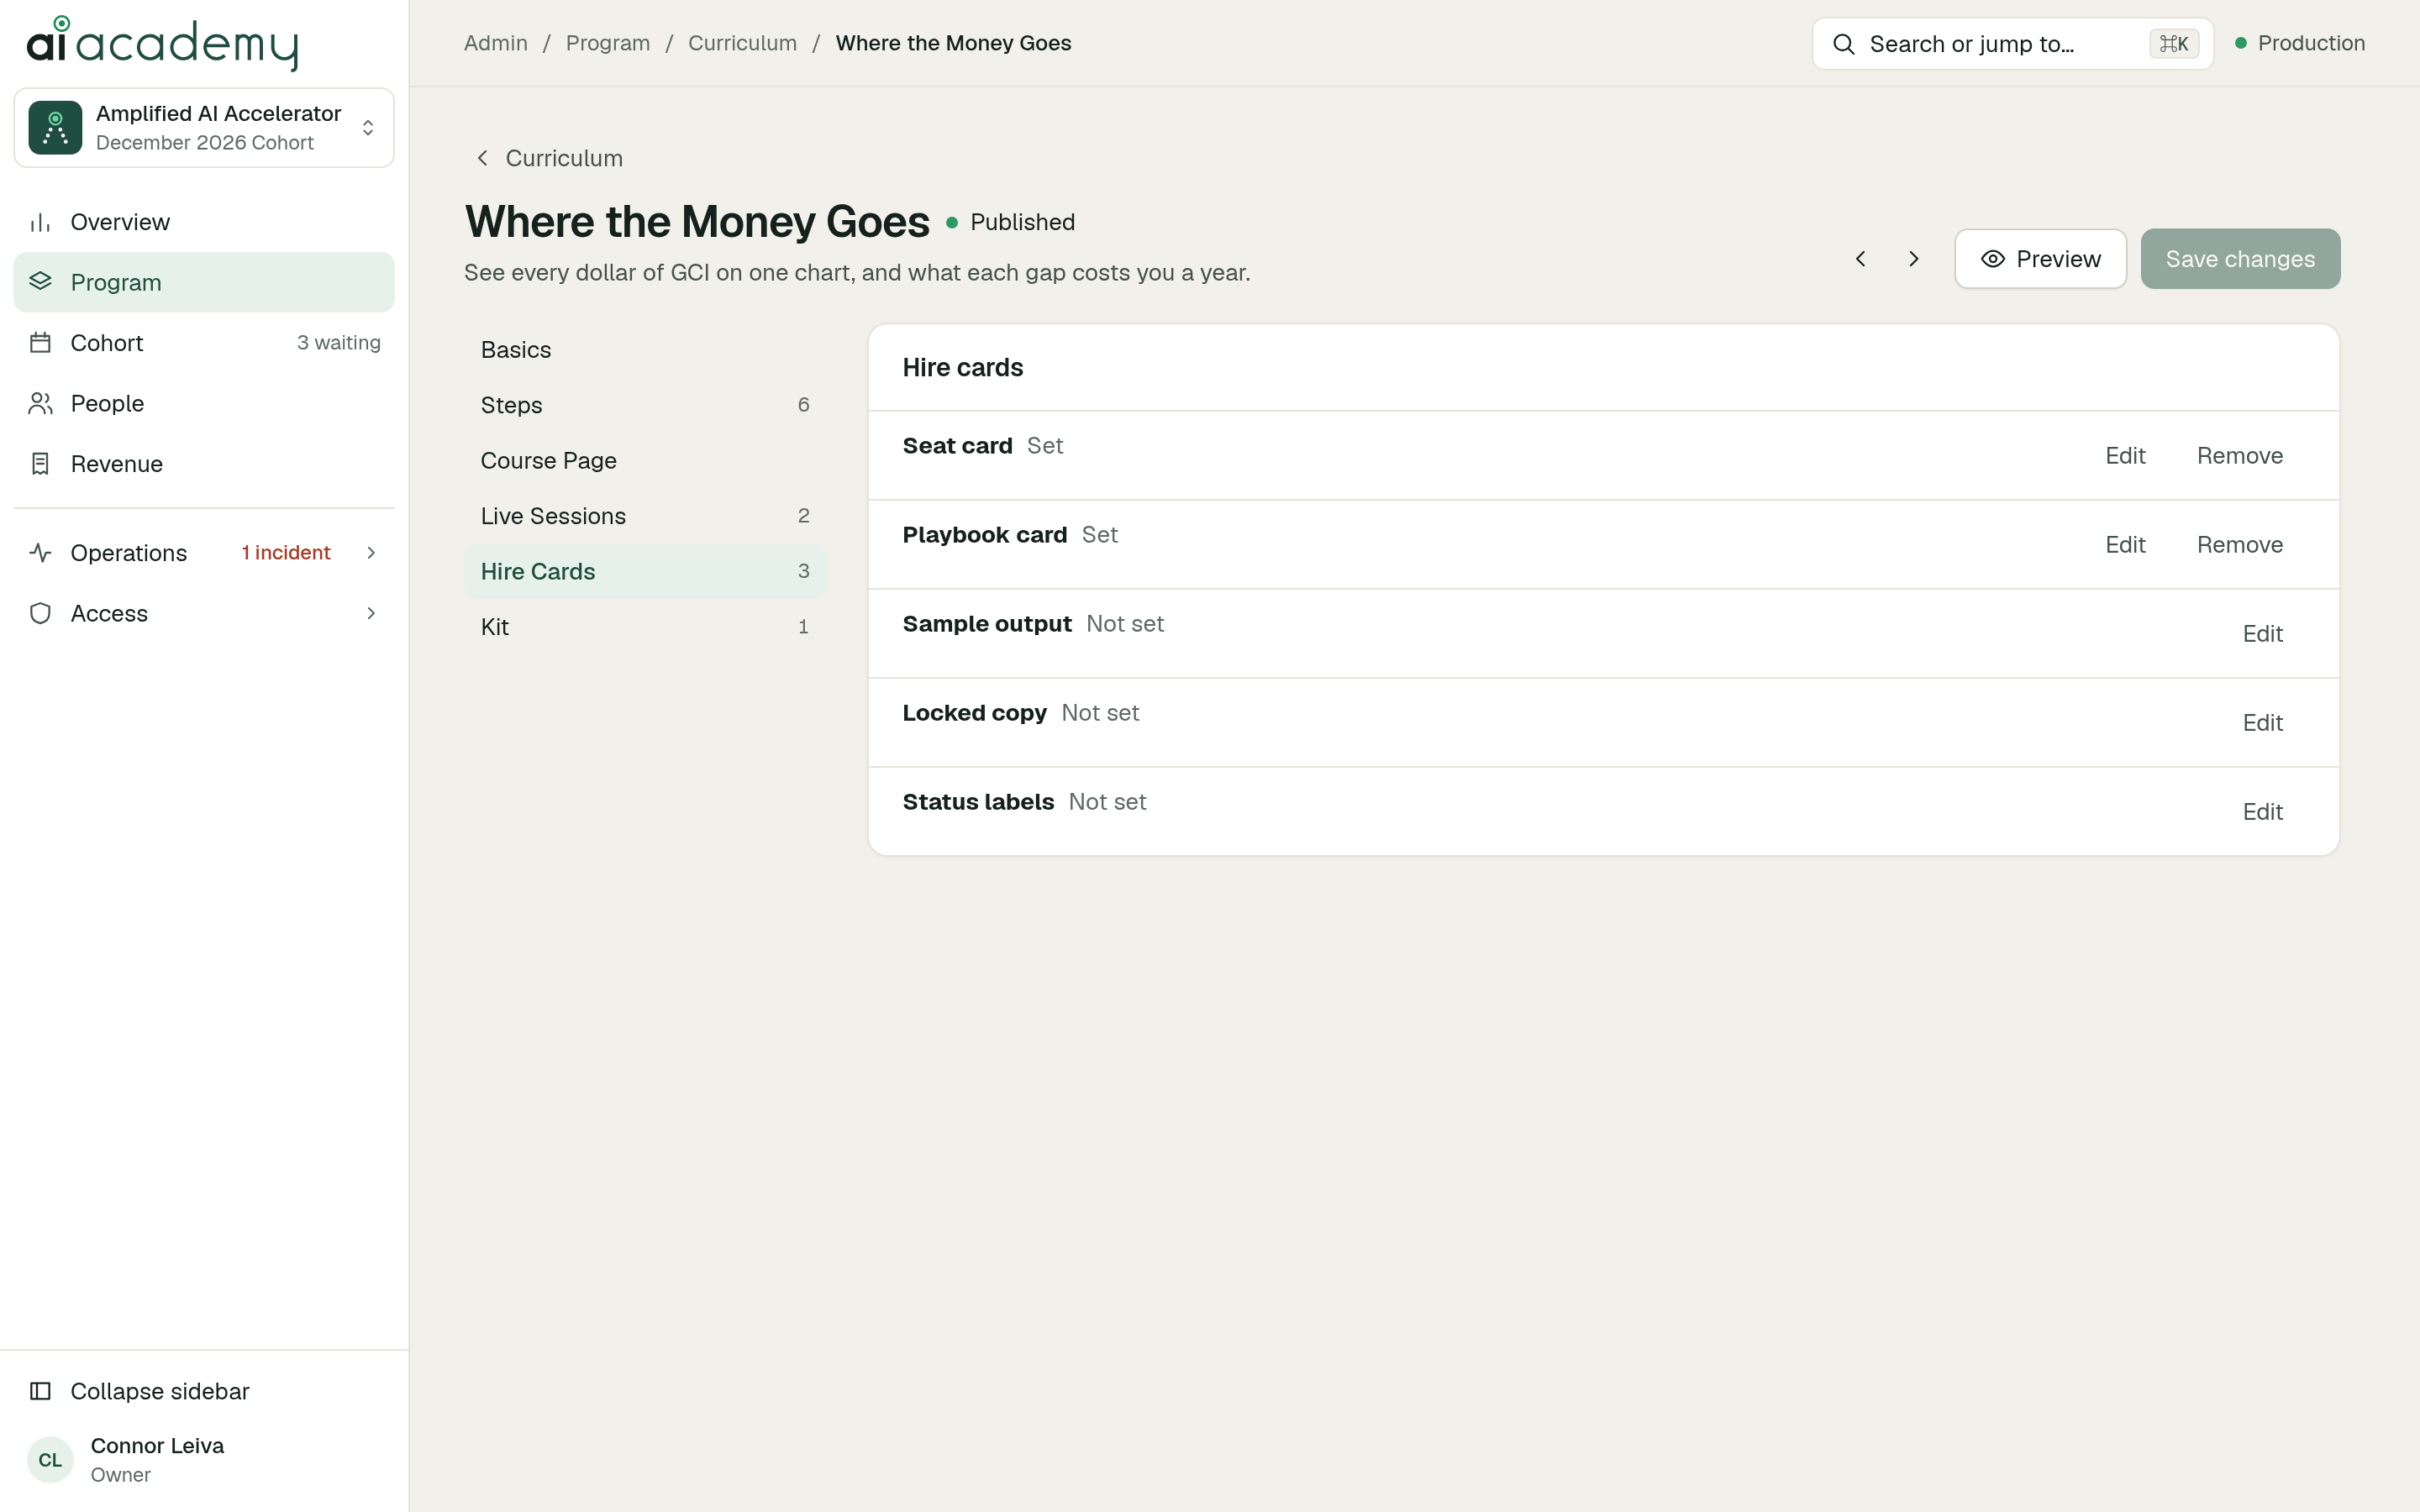 ai academy
Amplified AI Accelerator
December 2026 Cohort
Overview
Program
Cohort 3 waiting
People
Revenue
Operations 1 incident
Access
Collapse sidebar
CL
Connor Leiva
Owner
Admin / Program / Curriculum / Where the Money Goes
Search or jump to... ⌘K
Production
Curriculum
Where the Money Goes Published
See every dollar of GCI on one chart, and what each gap costs you a year.
Preview
Save changes
Basics
Steps 6
Course Page
Live Sessions 2
Hire Cards 3
Kit 1
Hire cards
Seat card Set Edit Remove
Playbook card Set Edit Remove
Sample output Not set Edit
Locked copy Not set Edit
Status labels Not set Edit